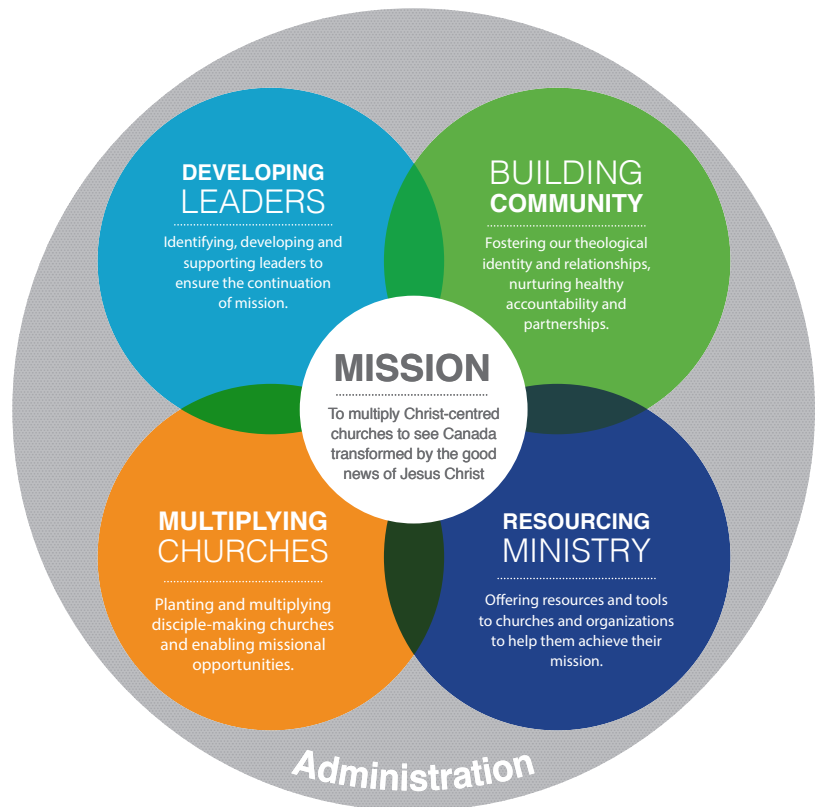 DEVELOPING
LEADERS
Identifying, developing and
supporting leaders to
ensure the continuation
of mission.
BUILDING
COMMUNITY
Fostering our theological
identity and relationships,
nurturing healthy
accountability and
partnerships.
MISSION
To multiply Christ-centred
churches to see Canada
transformed by the good
news of Jesus Christ
MULTIPLYING
CHURCHES
Planting and multiplying
disciple-making churches
and enabling missional
opportunities.
RESOURCING
MINISTRY
Offering resources and tools
to churches and organizations
to help them achieve their
mission.
Administration